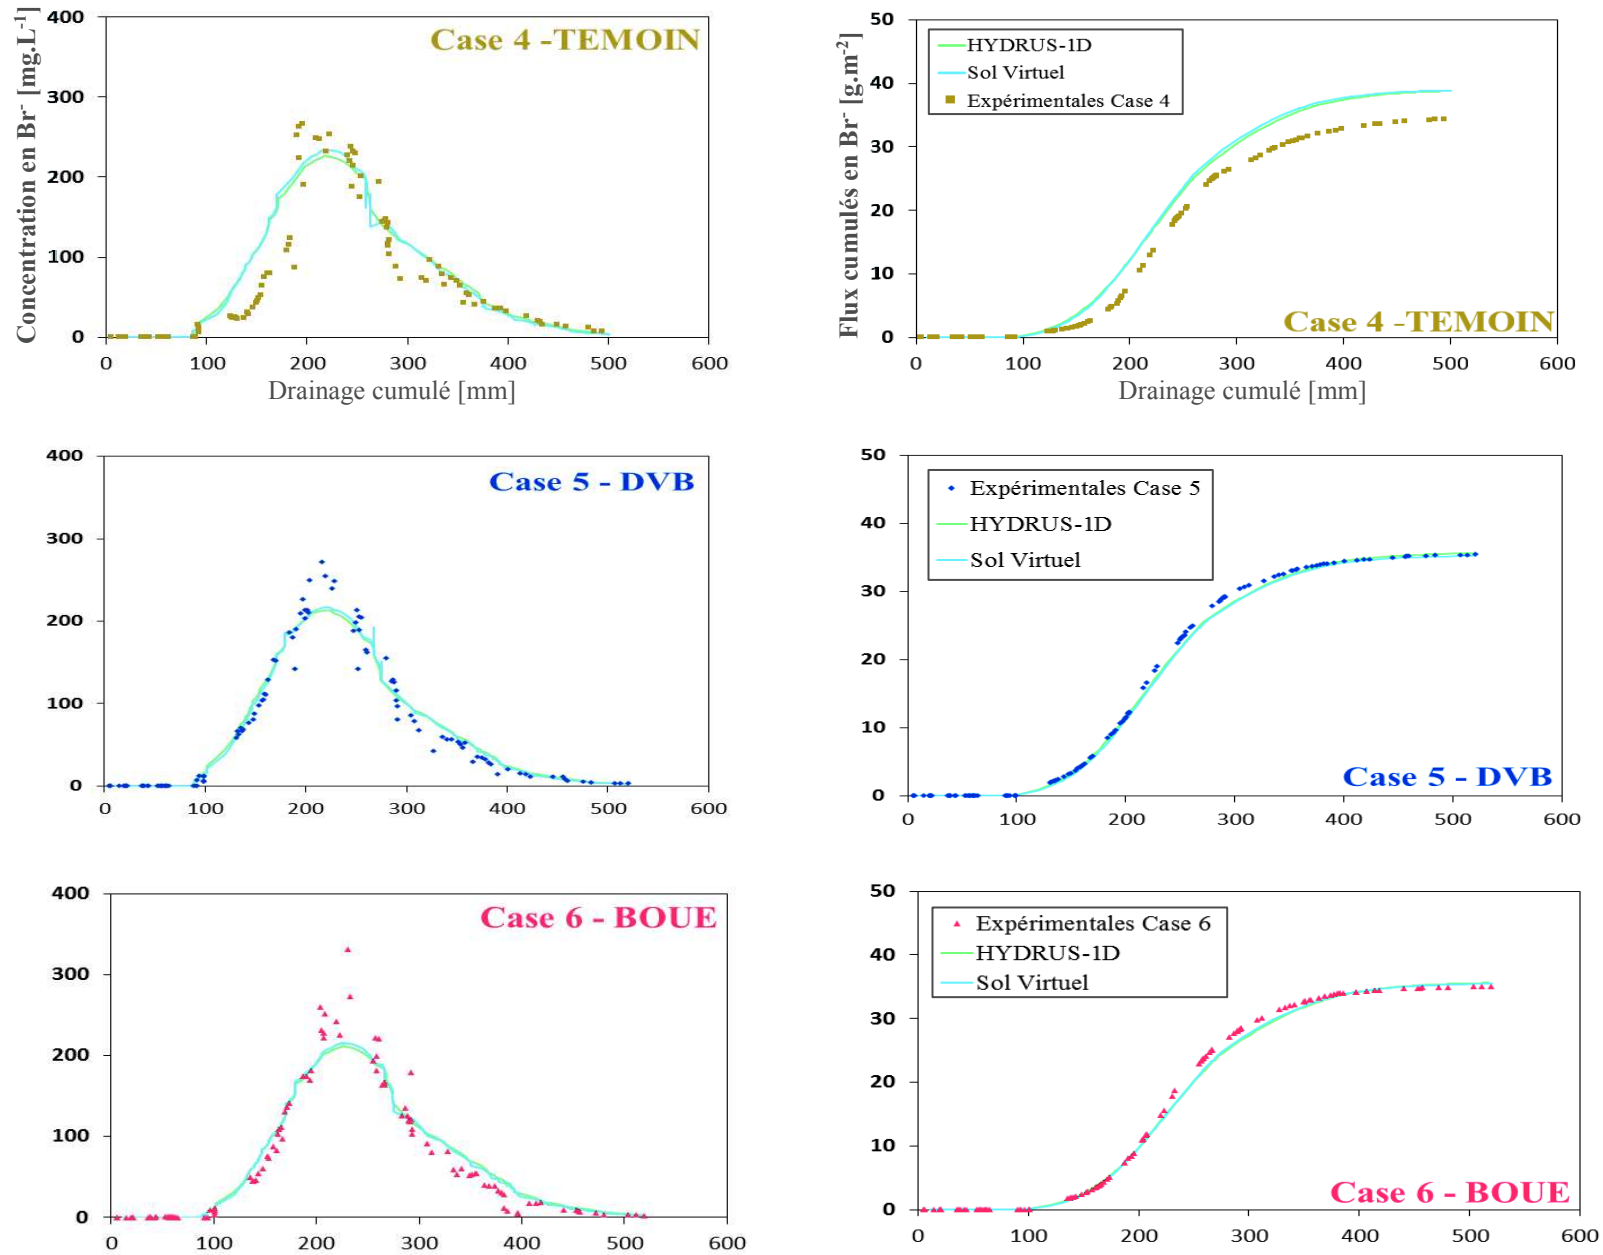 Concentration en Br⁻ [mg.L⁻¹]
400
300
200
100
0
Case 4 -TEMOIN
0 100 200 300 400 500 600
Drainage cumulé [mm]
Flux cumulés en Br⁻ [g.m⁻²]
50
40
30
20
10
0
HYDRUS-1D
Sol Virtuel
Expérimentales Case 4
Case 4 -TEMOIN
0 100 200 300 400 500 600
Drainage cumulé [mm]
400
300
200
100
0
Case 5 - DVB
0 100 200 300 400 500 600
50
40
30
20
10
0
Expérimentales Case 5
HYDRUS-1D
Sol Virtuel
Case 5 - DVB
0 100 200 300 400 500 600
400
300
200
100
0
Case 6 - BOUE
0 100 200 300 400 500 600
50
40
30
20
10
0
Expérimentales Case 6
HYDRUS-1D
Sol Virtuel
Case 6 - BOUE
0 100 200 300 400 500 600